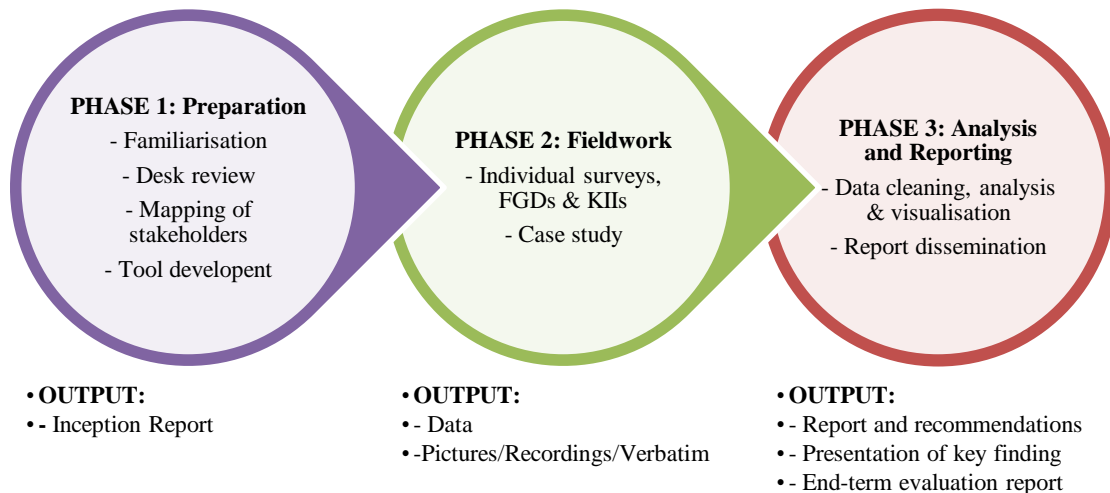 PHASE 1: Preparation
- Familiarisation
- Desk review
- Mapping of
stakeholders
- Tool developent
PHASE 2: Fieldwork
- Individual surveys,
FGDs & KIIs
- Case study
PHASE 3: Analysis
and Reporting
- Data cleaning, analysis
& visualisation
- Report dissemination
• OUTPUT:
• - Inception Report
• OUTPUT:
• - Data
• -Pictures/Recordings/Verbatim
• OUTPUT:
• - Report and recommendations
• - Presentation of key finding
• - End-term evaluation report